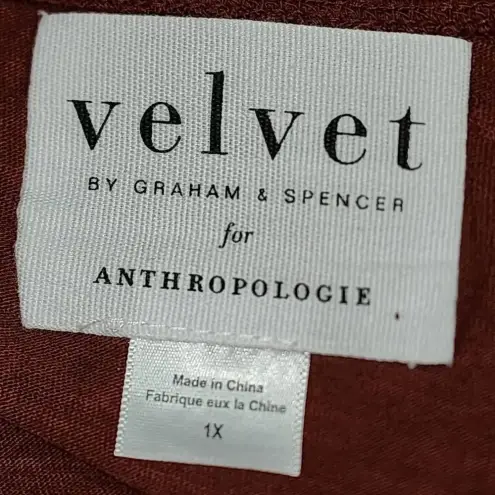 velvet
BY GRAHAM & SPENCER
for
ANTHROPOLOGIE
Made in China
Fabrique eux la Chine
1X